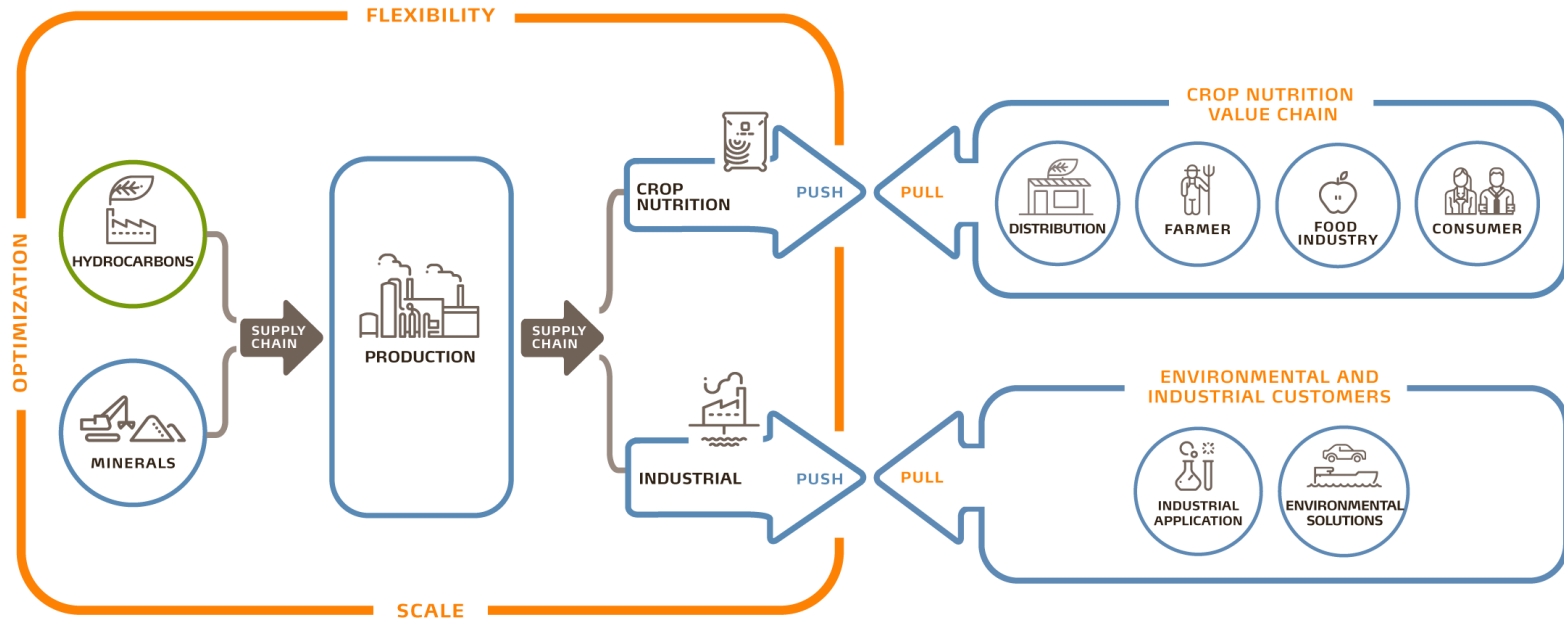 FLEXIBILITY
OPTIMIZATION
SCALE
HYDROCARBONS
MINERALS
SUPPLY
CHAIN
PRODUCTION
SUPPLY
CHAIN
CROP
NUTRITION
PUSH
INDUSTRIAL
PUSH
PULL
CROP NUTRITION
VALUE CHAIN
DISTRIBUTION
FARMER
FOOD
INDUSTRY
CONSUMER
PULL
ENVIRONMENTAL AND
INDUSTRIAL CUSTOMERS
INDUSTRIAL
APPLICATION
ENVIRONMENTAL
SOLUTIONS